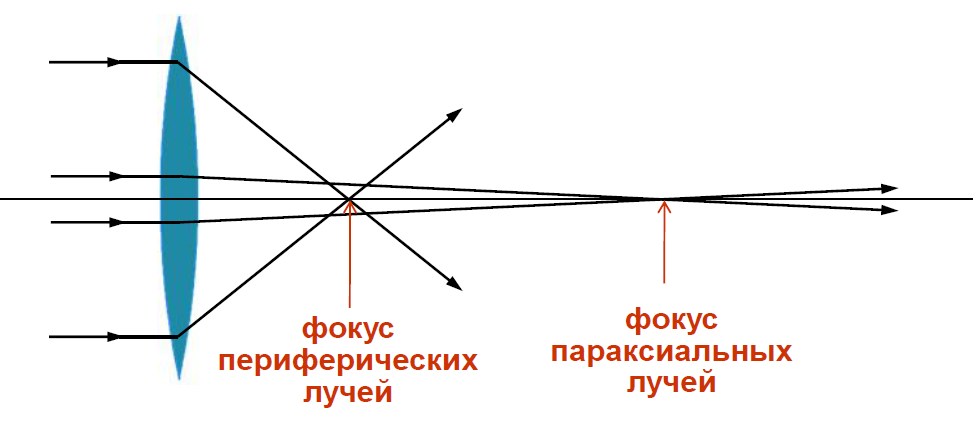 фокус
периферических
лучей
фокус
параксиальных
лучей